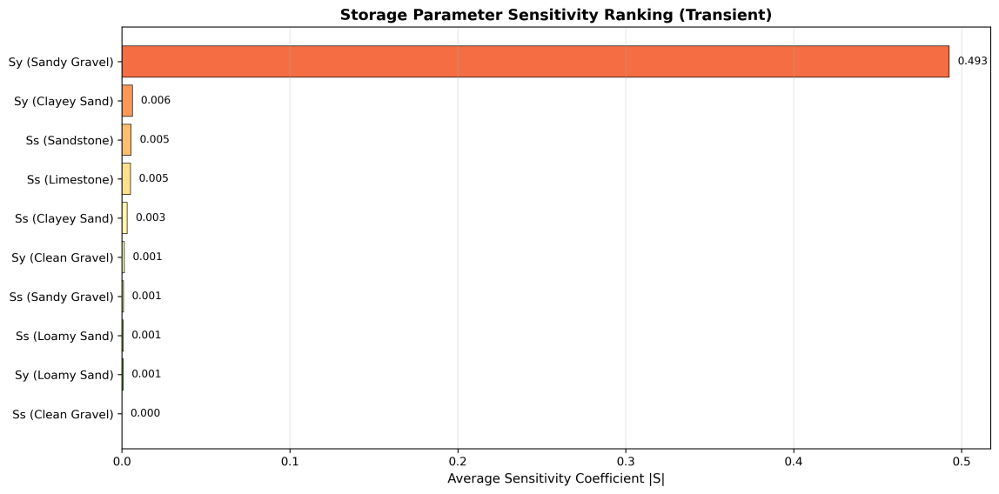 Storage Parameter Sensitivity Ranking (Transient)
Sy (Sandy Gravel) 0.493
Sy (Clayey Sand) 0.006
Ss (Sandstone) 0.005
Ss (Limestone) 0.005
Ss (Clayey Sand) 0.003
Sy (Clean Gravel) 0.001
Ss (Sandy Gravel) 0.001
Ss (Loamy Sand) 0.001
Sy (Loamy Sand) 0.001
Ss (Clean Gravel) 0.000
0.0 0.1 0.2 0.3 0.4 0.5
Average Sensitivity Coefficient |S|